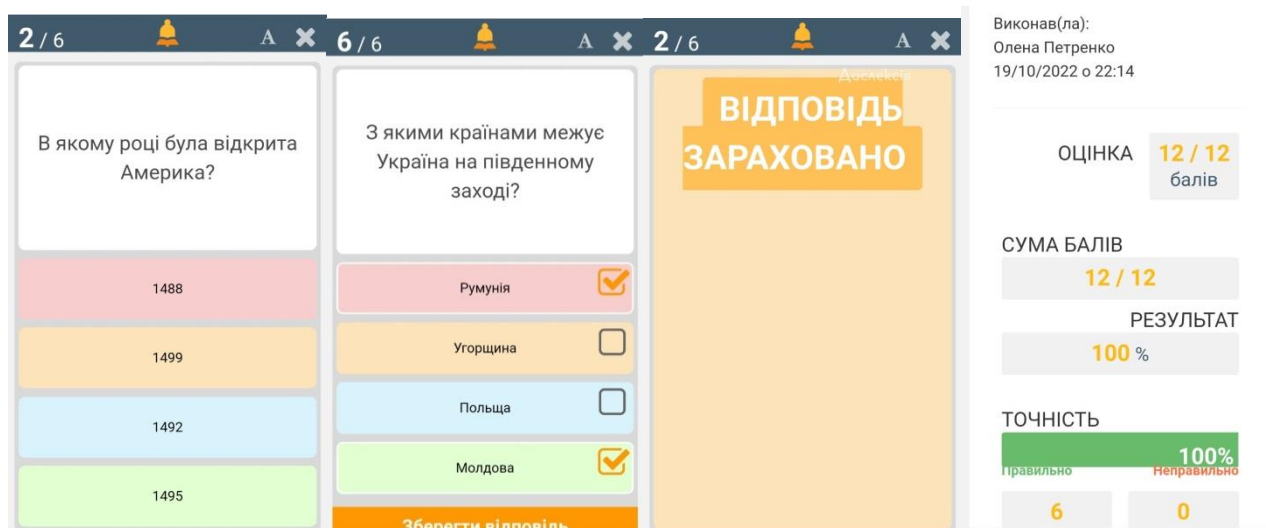 2 / 6
A
В якому році була відкрита
Америка?
1488
1499
1492
1495
6 / 6
A
З якими країнами межує
Україна на південному
заході?
Румунія
Угорщина
Польща
Молдова
Зберегти відповідь
2 / 6
A
Дислексія
ВІДПОВІДЬ
ЗАРАХОВАНО
Виконав(ла):
Олена Петренко
19/10/2022 о 22:14
ОЦІНКА 12 / 12
балів
СУМА БАЛІВ
12 / 12
РЕЗУЛЬТАТ
100 %
ТОЧНІСТЬ
100%
Правильно Неправильно
6 0